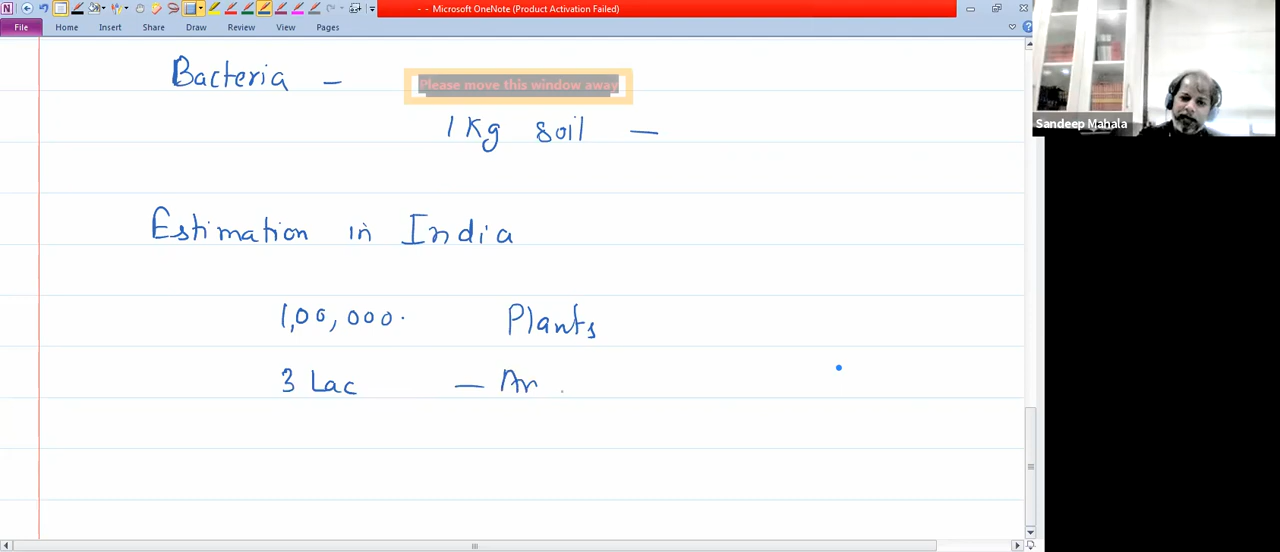 - - Microsoft OneNote (Product Activation Failed)
File Home Insert Share Draw Review View Pages
Bacteria –
Please move this window away
1 Kg soil —
Sandeep Mahala
Estimation in India
1,00,000. Plants
3 Lac — An